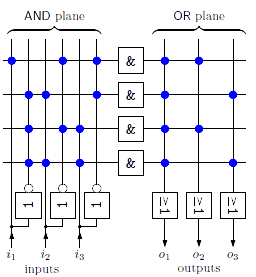 AND plane OR plane
&
&
&
&
1 1 1 ≥1 ≥1 ≥1
i₁ i₂ i₃ o₁ o₂ o₃
inputs outputs